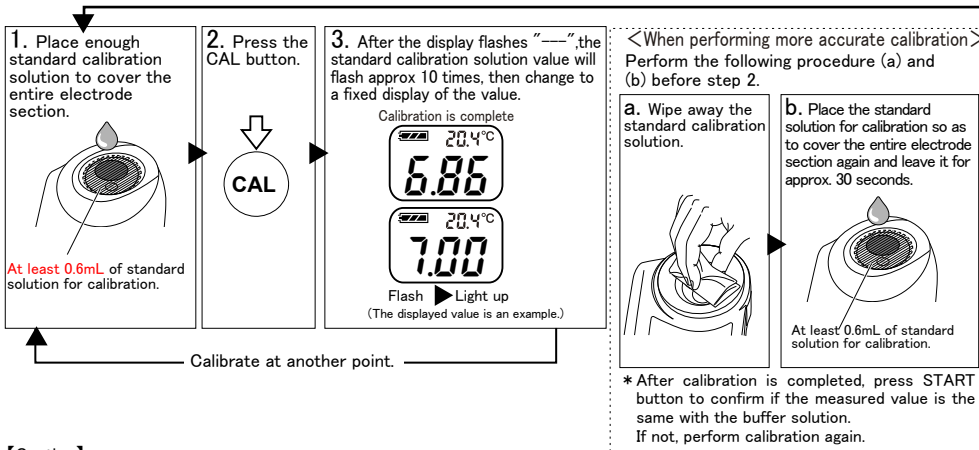 1. Place enough
standard calibration
solution to cover the
entire electrode
section.
At least 0.6mL of standard
solution for calibration.
2. Press the
CAL button.
CAL
3. After the display flashes "---",the
standard calibration solution value will
flash approx 10 times, then change to
a fixed display of the value.
Calibration is complete
20.4℃
6.86
20.4℃
7.00
Flash ▶ Light up
(The displayed value is an example.)
Calibrate at another point.
<When performing more accurate calibration>
Perform the following procedure (a) and
(b) before step 2.
a. Wipe away the
standard calibration
solution.
b. Place the standard
solution for calibration so as
to cover the entire electrode
section again and leave it for
approx. 30 seconds.
At least 0.6mL of standard
solution for calibration.
* After calibration is completed, press START
button to confirm if the measured value is the
same with the buffer solution.
If not, perform calibration again.